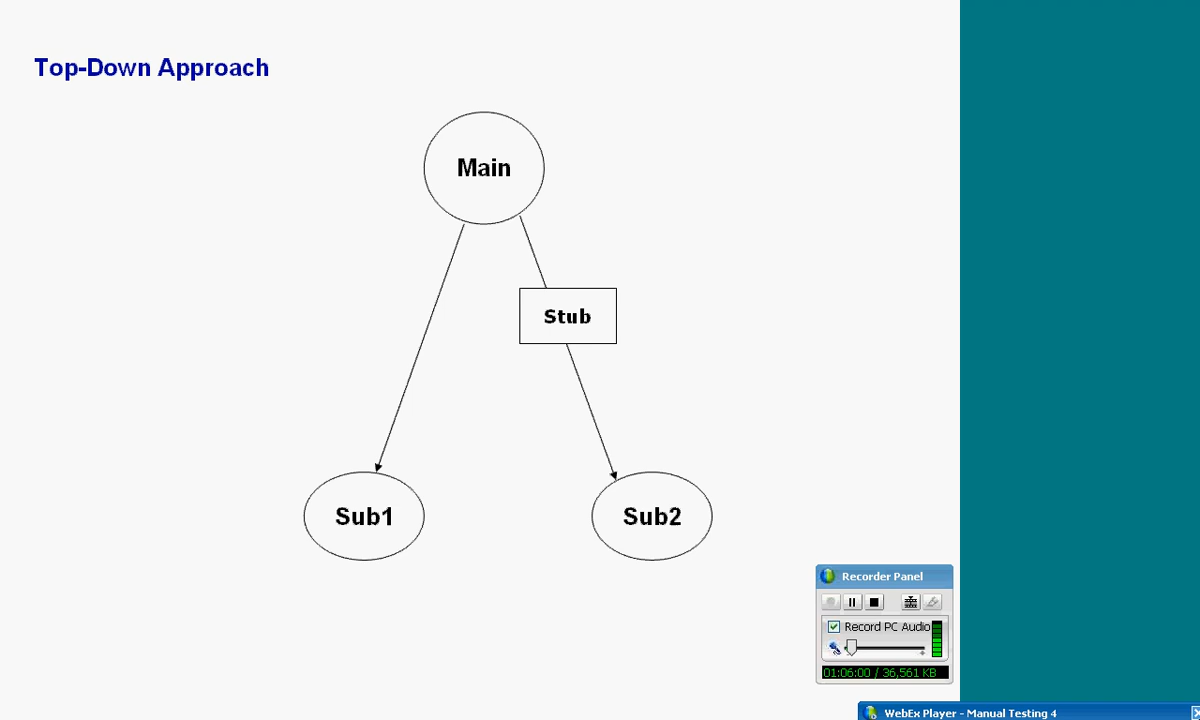 Top-Down Approach
Main
Stub
Sub1
Sub2
Recorder Panel
Record PC Audio
01:06:00 / 36,561 KB
WebEx Player - Manual Testing 4